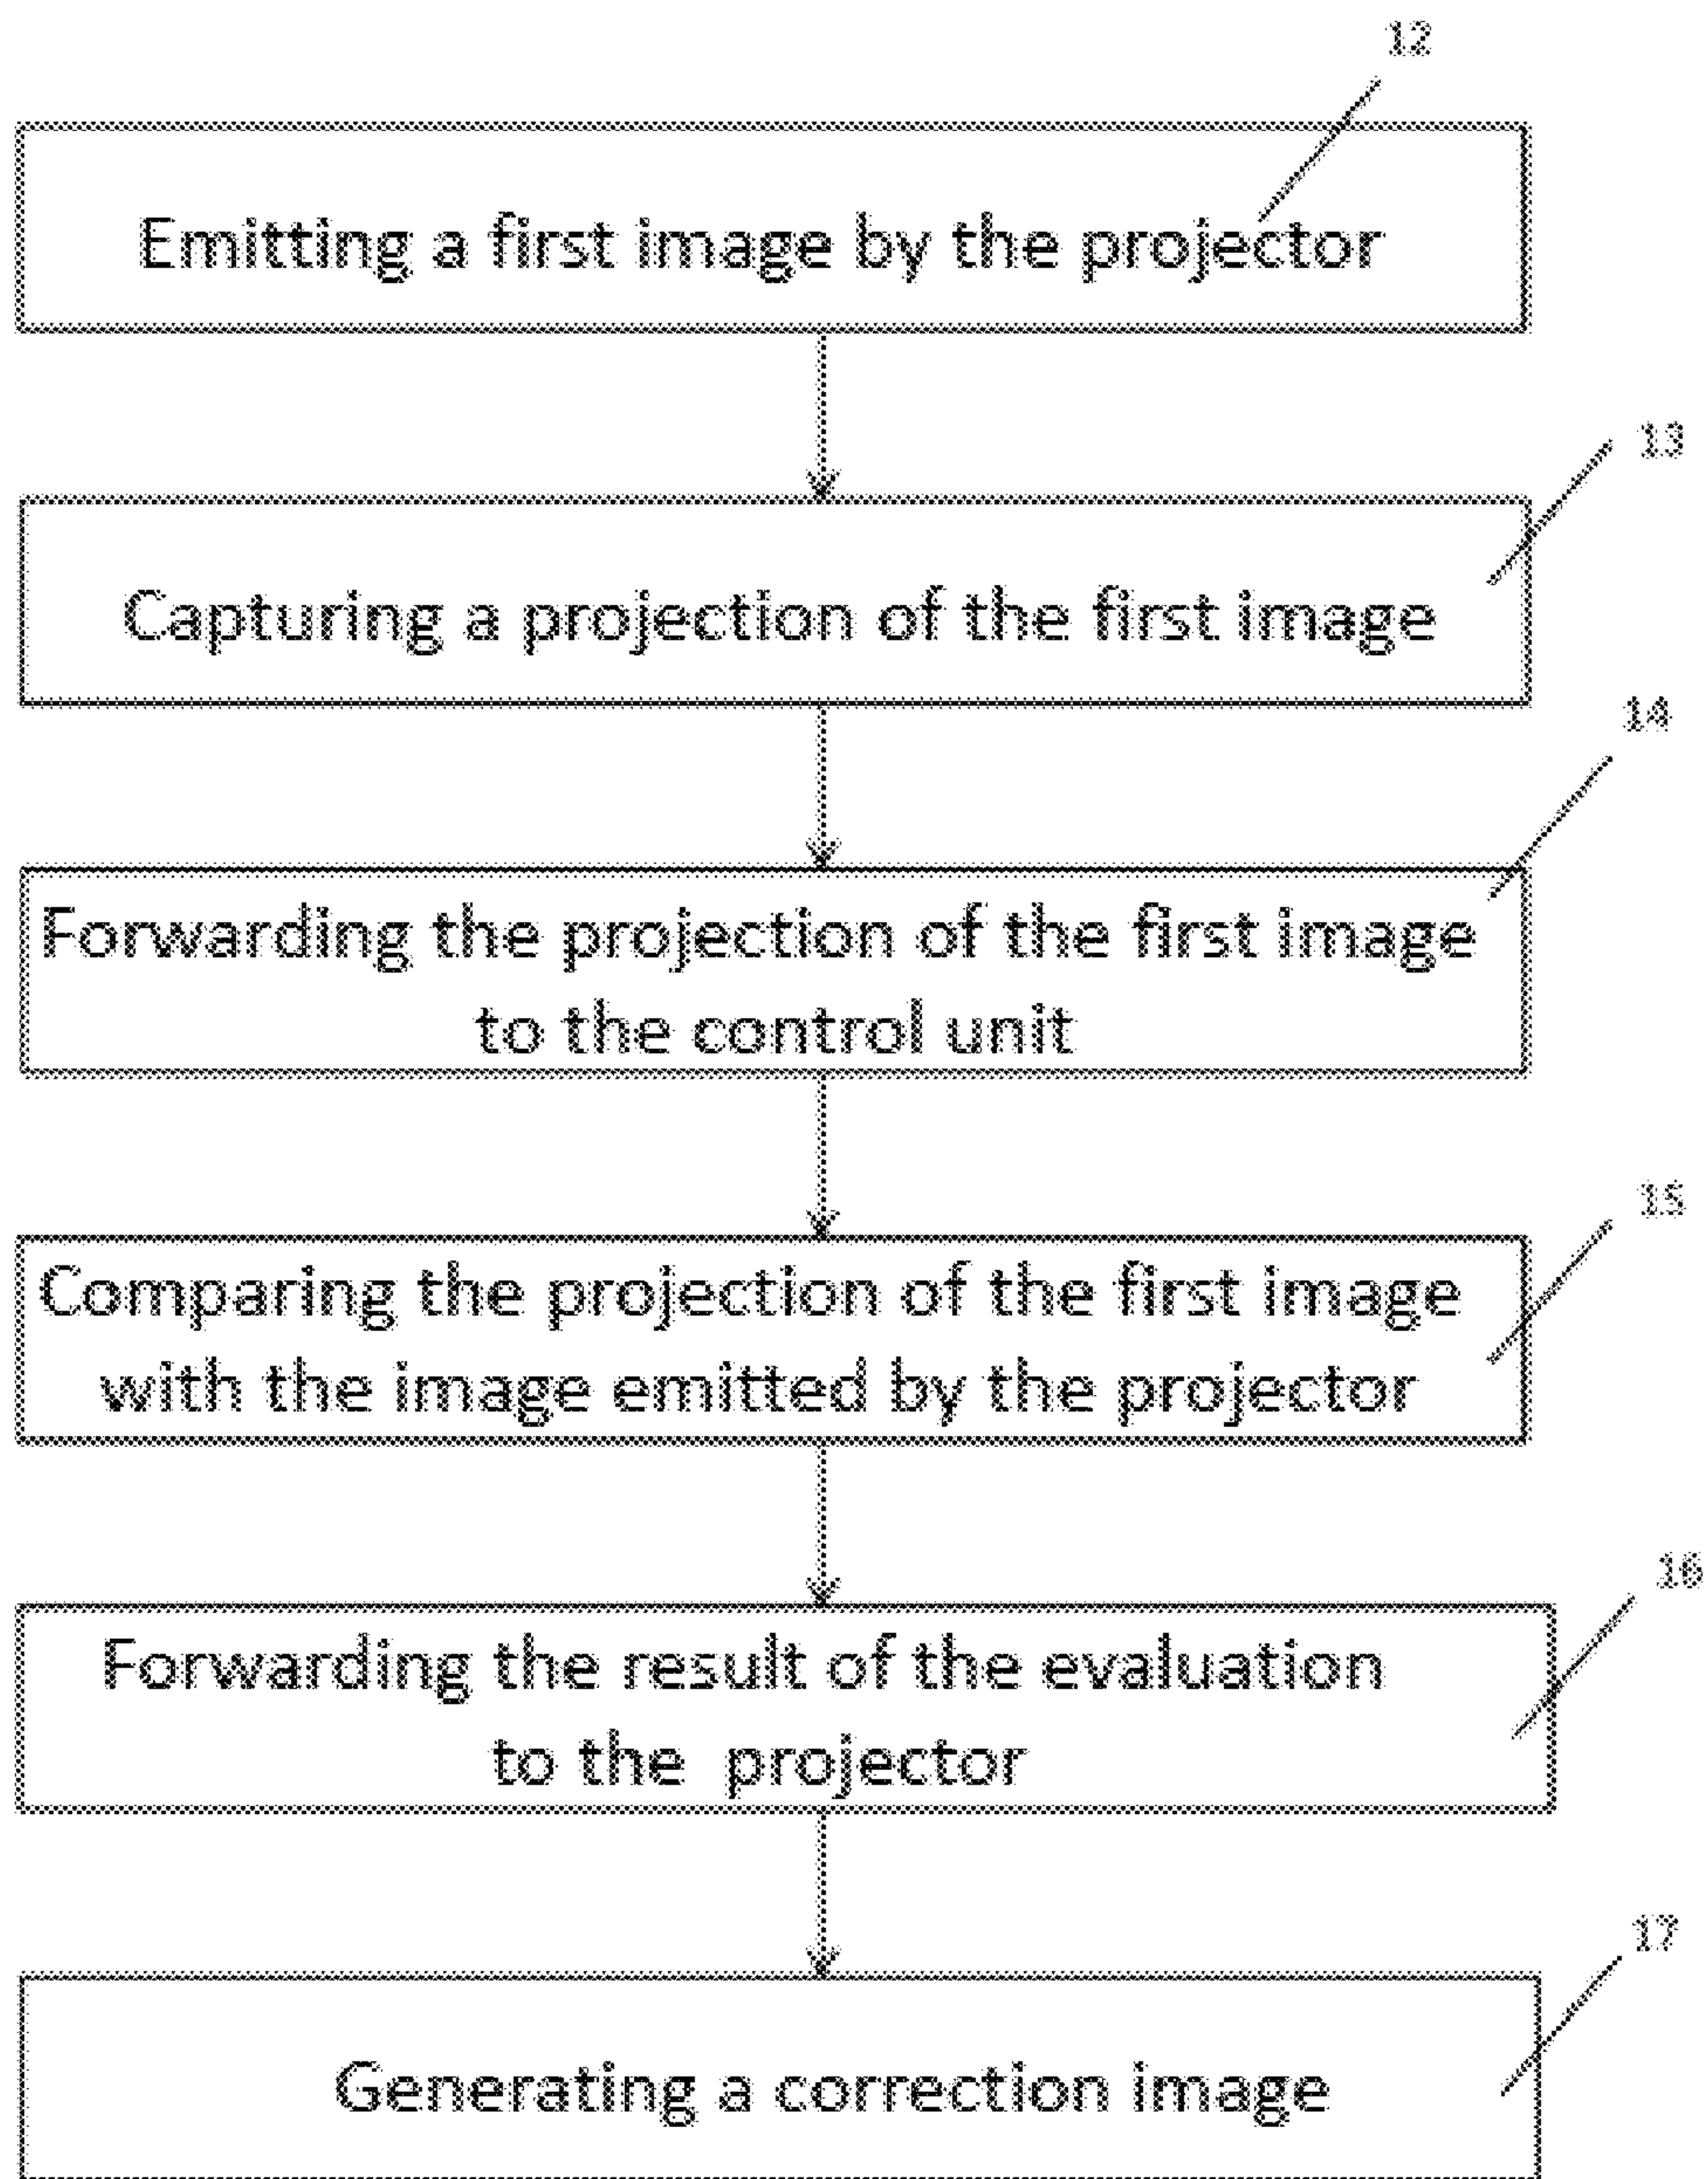 12
Emitting a first image by the projector
13
Capturing a projection of the first image
14
Forwarding the projection of the first image
to the control unit
15
Comparing the projection of the first image
with the image emitted by the projector
16
Forwarding the result of the evaluation
to the projector
17
Generating a correction image